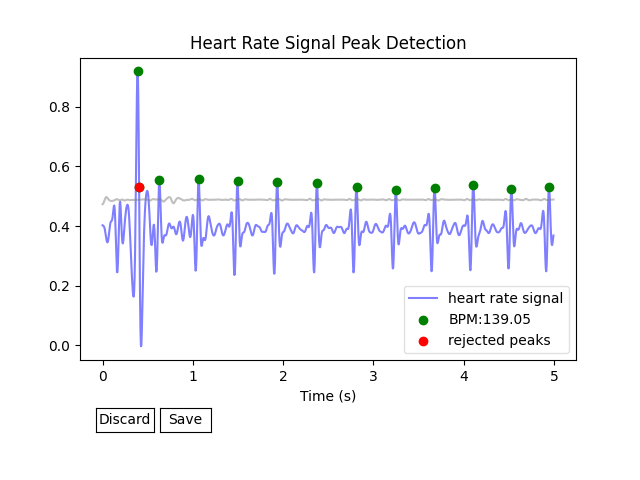 Heart Rate Signal Peak Detection
0.8
0.6
0.4
0.2
0.0
heart rate signal
BPM:139.05
rejected peaks
0 1 2 3 4 5
Time (s)
Discard Save